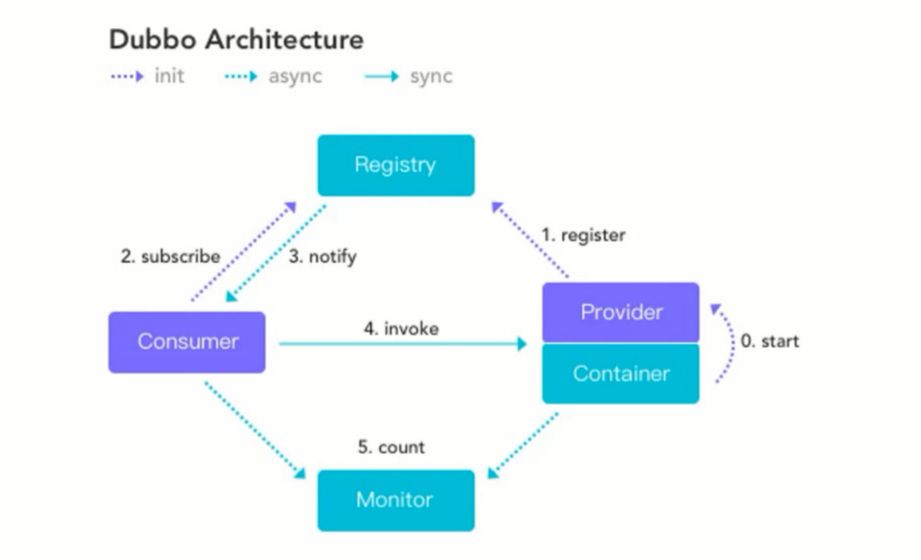 Dubbo Architecture
init async sync
Registry
1. register
2. subscribe 3. notify
Provider
4. invoke
Consumer
0. start
Container
5. count
Monitor